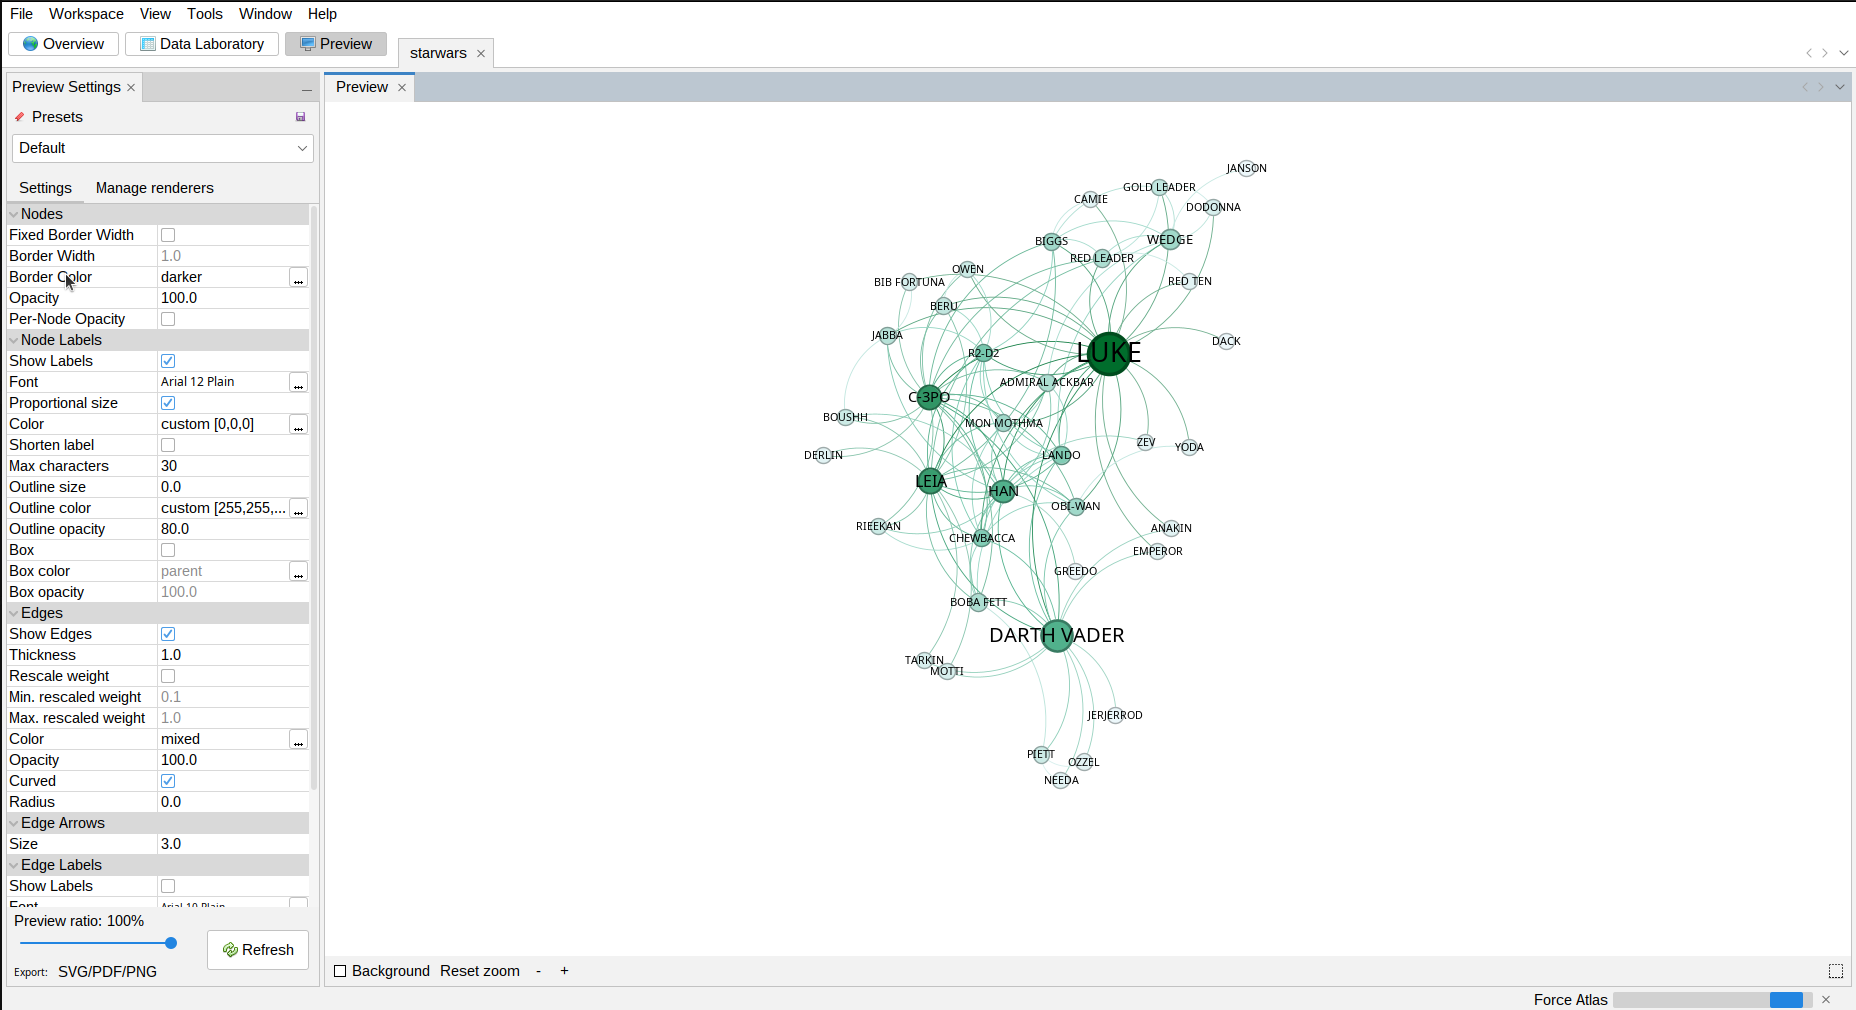 File Workspace View Tools Window Help
Overview Data Laboratory Preview starwars
Preview Settings
Presets
Default
Settings Manage renderers
Nodes
Fixed Border Width
Border Width 1.0
Border Color darker ...
Opacity 100.0
Per-Node Opacity
Node Labels
Show Labels
Font Arial 12 Plain ...
Proportional size
Color custom [0,0,0] ...
Shorten label
Max characters 30
Outline size 0.0
Outline color custom [255,255,... ...
Outline opacity 80.0
Box
Box color parent ...
Box opacity 100.0
Edges
Show Edges
Thickness 1.0
Rescale weight
Min. rescaled weight 0.1
Max. rescaled weight 1.0
Color mixed ...
Opacity 100.0
Curved
Radius 0.0
Edge Arrows
Size 3.0
Edge Labels
Show Labels
Font Arial 10 Plain
Preview ratio: 100%
Refresh
Export: SVG/PDF/PNG
Preview
JANSON
GOLD LEADER
CAMIE
DODONNA
BIGGS
WEDGE
RED LEADER
OWEN
BIB FORTUNA
RED TEN
BERU
JABBA
DACK
R2-D2
LUKE
ADMIRAL ACKBAR
C-3PO
BOUSHH
MON MOTHMA
ZEV
YODA
DERLIN
LANDO
LEIA
HAN
OBI-WAN
RIEEKAN
ANAKIN
CHEWBACCA
EMPEROR
GREEDO
BOBA FETT
DARTH VADER
TARKIN
MOTTI
JERJERROD
PIETT
OZZEL
NEEDA
Background Reset zoom - +
Force Atlas